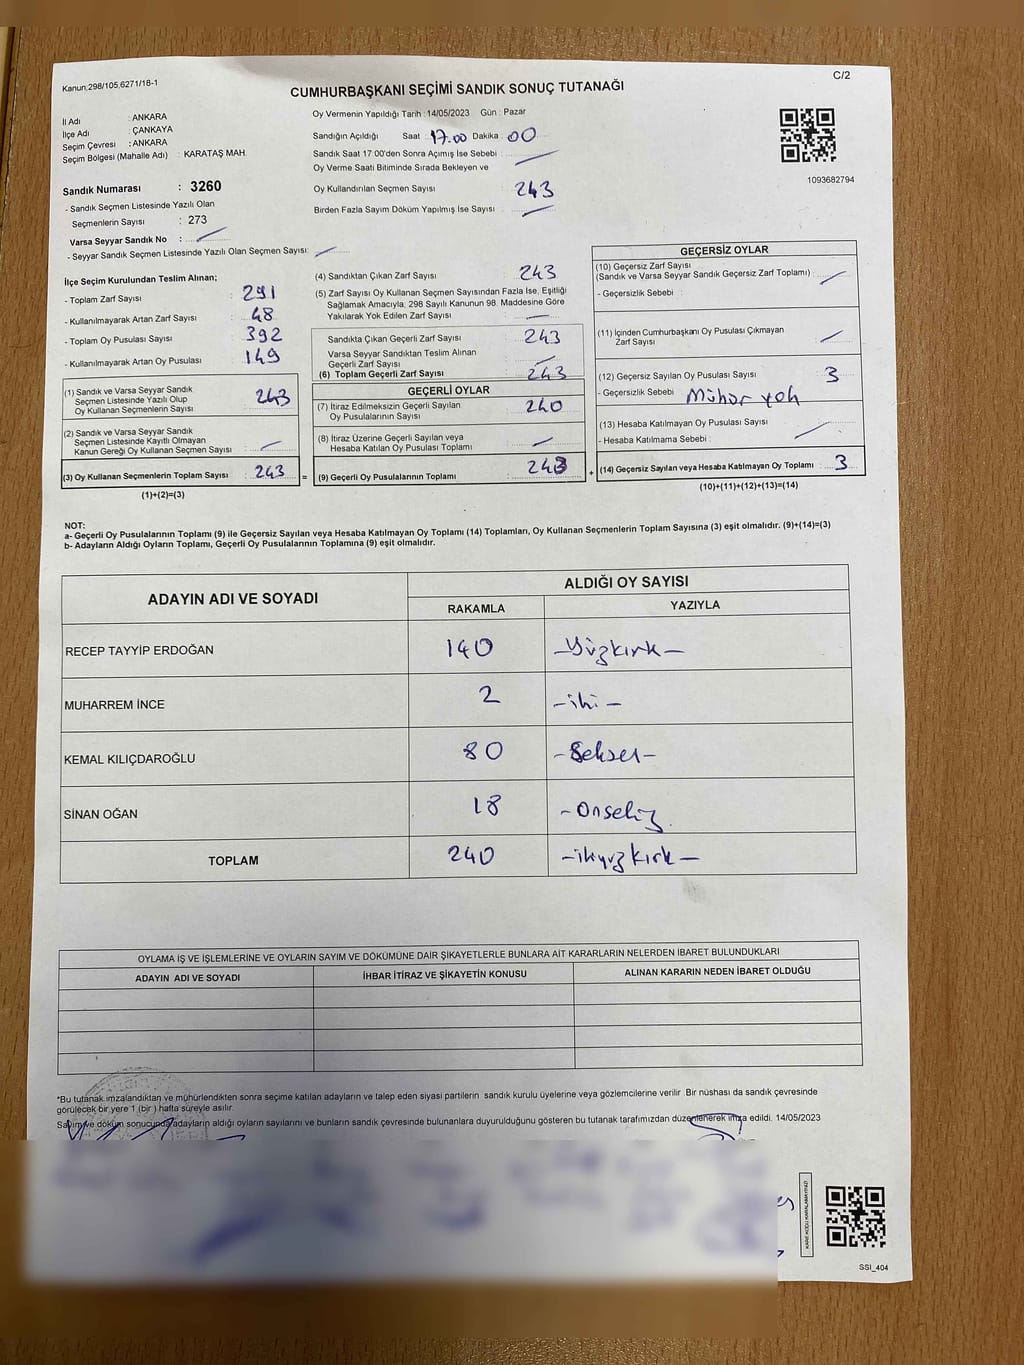 Kanun:298/105,6271/18-1
C/2
CUMHURBAŞKANI SEÇİMİ SANDIK SONUÇ TUTANAĞI
İl Adı : ANKARA
İlçe Adı : ÇANKAYA
Seçim Çevresi : ANKARA
Seçim Bölgesi (Mahalle Adı) : KARATAŞ MAH.
Sandık Numarası : 3260
- Sandık Seçmen Listesinde Yazılı Olan
Seçmenlerin Sayısı : 273
Varsa Seyyar Sandık No :
- Seyyar Sandık Seçmen Listesinde Yazılı Olan Seçmen Sayısı:
Oy Vermenin Yapıldığı Tarih : 14/05/2023 Gün : Pazar
Sandığın Açıldığı Saat : 17.00 Dakika : 00
Sandık Saat 17:00'den Sonra Açımış İse Sebebi :
Oy Verme Saati Bitiminde Sırada Bekleyen ve
Oy Kullandırılan Seçmen Sayısı : 243
Birden Fazla Sayım Döküm Yapılmış İse Sayısı :
1093682794
İlçe Seçim Kurulundan Teslim Alınan:
- Toplam Zarf Sayısı : 291
- Kullanılmayarak Artan Zarf Sayısı : 48
- Toplam Oy Pusulası Sayısı : 392
- Kullanılmayarak Artan Oy Pusulası : 149
(1) Sandık ve Varsa Seyyar Sandık
Seçmen Listesinde Yazılı Olup
Oy Kullanan Seçmenlerin Sayısı : 243
(2) Sandık ve Varsa Seyyar Sandık
Seçmen Listesinde Kayıtlı Olmayan
Kanun Gereği Oy Kullanan Seçmen Sayısı :
(3) Oy Kullanan Seçmenlerin Toplam Sayısı : 243 =
(1)+(2)=(3)
(4) Sandıktan Çıkan Zarf Sayısı : 243
(5) Zarf Sayısı Oy Kullanan Seçmen Sayısından Fazla İse, Eşitliği
Sağlamak Amacıyla; 298 Sayılı Kanunun 98. Maddesine Göre
Yakılarak Yok Edilen Zarf Sayısı :
Sandıkta Çıkan Geçerli Zarf Sayısı : 243
Varsa Seyyar Sandıktan Teslim Alınan
Geçerli Zarf Sayısı :
(6) Toplam Geçerli Zarf Sayısı : 243
GEÇERLİ OYLAR
(7) İtiraz Edilmeksizin Geçerli Sayılan
Oy Pusulalarının Sayısı : 240
(8) İtiraz Üzerine Geçerli Sayılan veya
Hesaba Katılan Oy Pusulası Toplamı :
(9) Geçerli Oy Pusulalarının Toplamı : +
GEÇERSİZ OYLAR
(10) Geçersiz Zarf Sayısı
(Sandık ve Varsa Seyyar Sandık Geçersiz Zarf Toplamı) :
- Geçersizlik Sebebi :
(11) İçinden Cumhurbaşkanı Oy Pusulası Çıkmayan
Zarf Sayısı :
(12) Geçersiz Sayılan Oy Pusulası Sayısı : 3
- Geçersizlik Sebebi : Mühür yok
(13) Hesaba Katılmayan Oy Pusulası Sayısı :
- Hesaba Katılmama Sebebi :
(14) Geçersiz Sayılan veya Hesaba Katılmayan Oy Toplamı : 3
(10)+(11)+(12)+(13)=(14)
NOT:
a- Geçerli Oy Pusulalarının Toplamı (9) ile Geçersiz Sayılan veya Hesaba Katılmayan Oy Toplamı (14) Toplamları, Oy Kullanan Seçmenlerin Toplam Sayısına (3) eşit olmalıdır. (9)+(14)=(3)
b- Adayların Aldığı Oyların Toplamı, Geçerli Oy Pusulalarının Toplamına (9) eşit olmalıdır.
ADAYIN ADI VE SOYADI ALDIĞI OY SAYISI
RAKAMLA YAZIYLA
RECEP TAYYİP ERDOĞAN 140 -Yüzkırk-
MUHARREM İNCE 2 -iki-
KEMAL KILIÇDAROĞLU 80 -Seksen-
SİNAN OĞAN 18 -Onsekiz
TOPLAM 240 -ikiyüzkırk-
OYLAMA İŞ VE İŞLEMLERİNE VE OYLARIN SAYIM VE DÖKÜMÜNE DAİR ŞİKAYETLERLE BUNLARA AİT KARARLARIN NELERDEN İBARET BULUNDUKLARI
ADAYIN ADI VE SOYADI İHBAR İTİRAZ VE ŞİKAYETİN KONUSU ALINAN KARARIN NEDEN İBARET OLDUĞU
*Bu tutanak imzalandıktan ve mühürlendikten sonra seçime katılan adayların ve talep eden siyasi partilerin sandık kurulu üyelerine veya gözlemcilerine verilir. Bir nüshası da sandık çevresinde
görülecek bir yere 1 (bir) hafta süreyle asılır.
Sayım ve döküm sonucunda adayların aldığı oyların sayılarını ve bunların sandık çevresinde bulunanlara duyurulduğunu gösteren bu tutanak tarafımızdan düzenlenerek imza edildi. 14/05/2023
KARE KODU KARALAMAYINIZ!
SSI_404